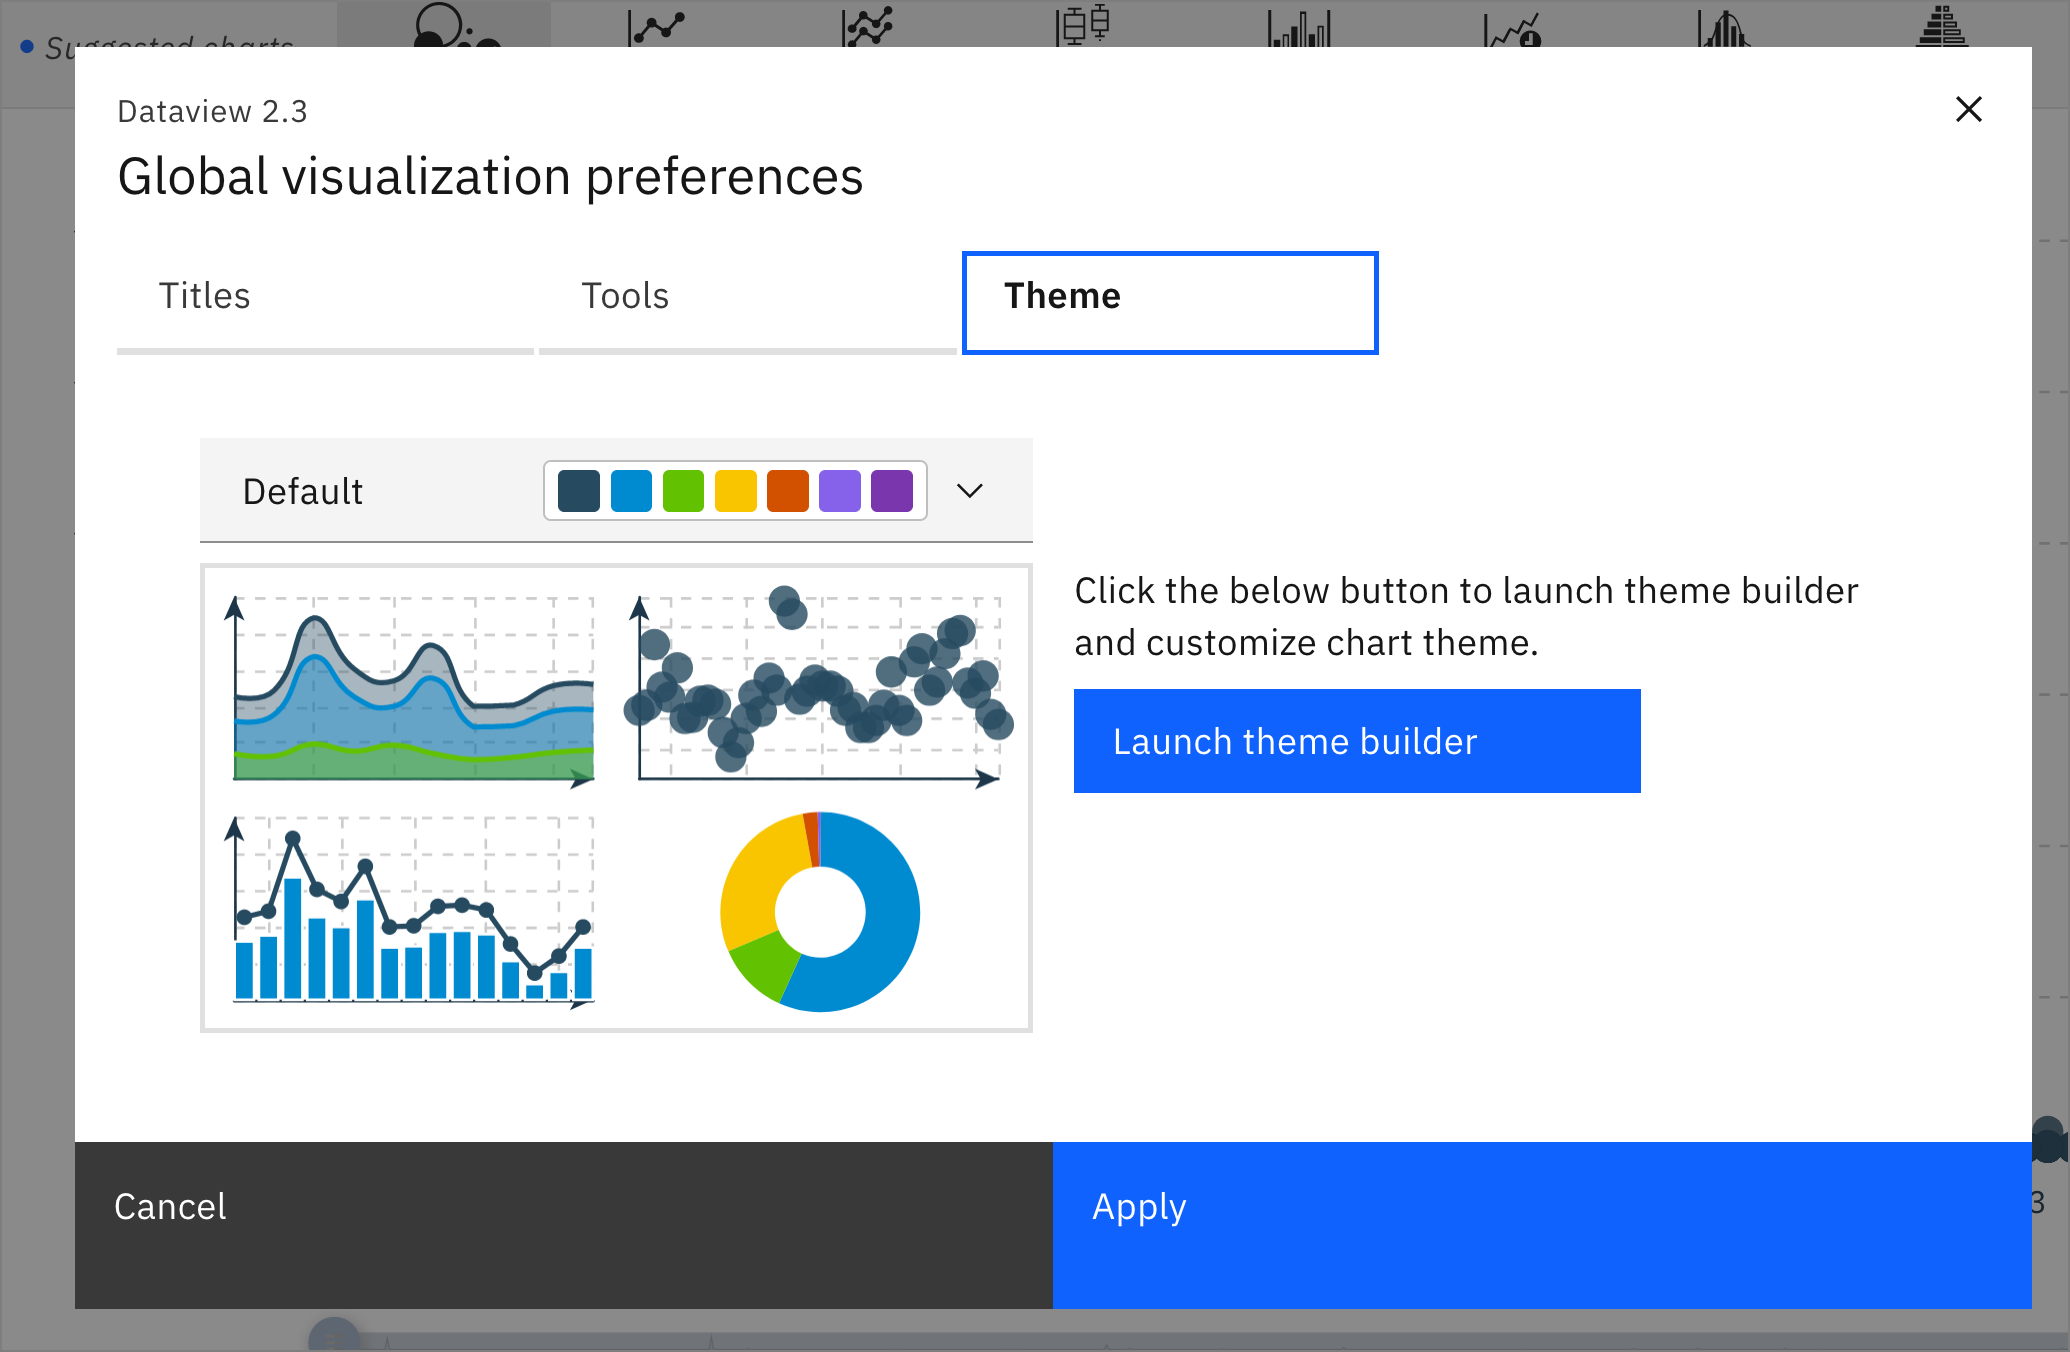 Suggested charts
Dataview 2.3
Global visualization preferences
Titles
Tools
Theme
Default
Click the below button to launch theme builder
and customize chart theme.
Launch theme builder
Cancel
Apply
3